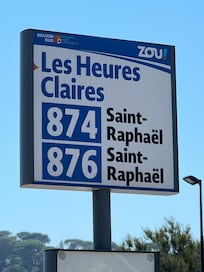 RÉGION
SUD
ZOU!
Les Heures
Claires
874 Saint-
Raphaël
876 Saint-
Raphaël